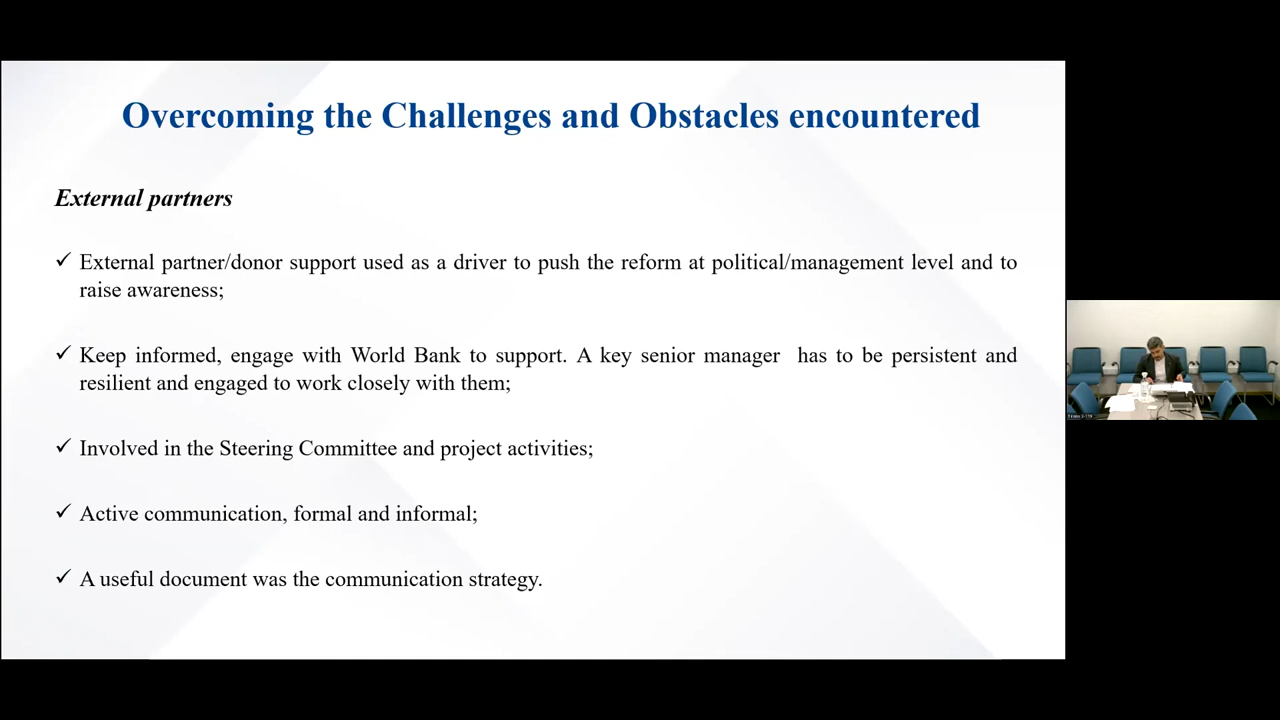 Overcoming the Challenges and Obstacles encountered
External partners
✓ External partner/donor support used as a driver to push the reform at political/management level and to
raise awareness;
✓ Keep informed, engage with World Bank to support. A key senior manager has to be persistent and
resilient and engaged to work closely with them;
✓ Involved in the Steering Committee and project activities;
✓ Active communication, formal and informal;
✓ A useful document was the communication strategy.